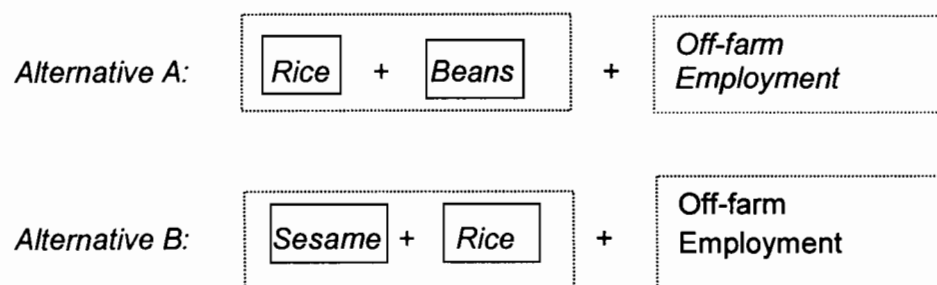 Alternative A: Rice + Beans + Off-farm
Employment
Alternative B: Sesame + Rice + Off-farm
Employment